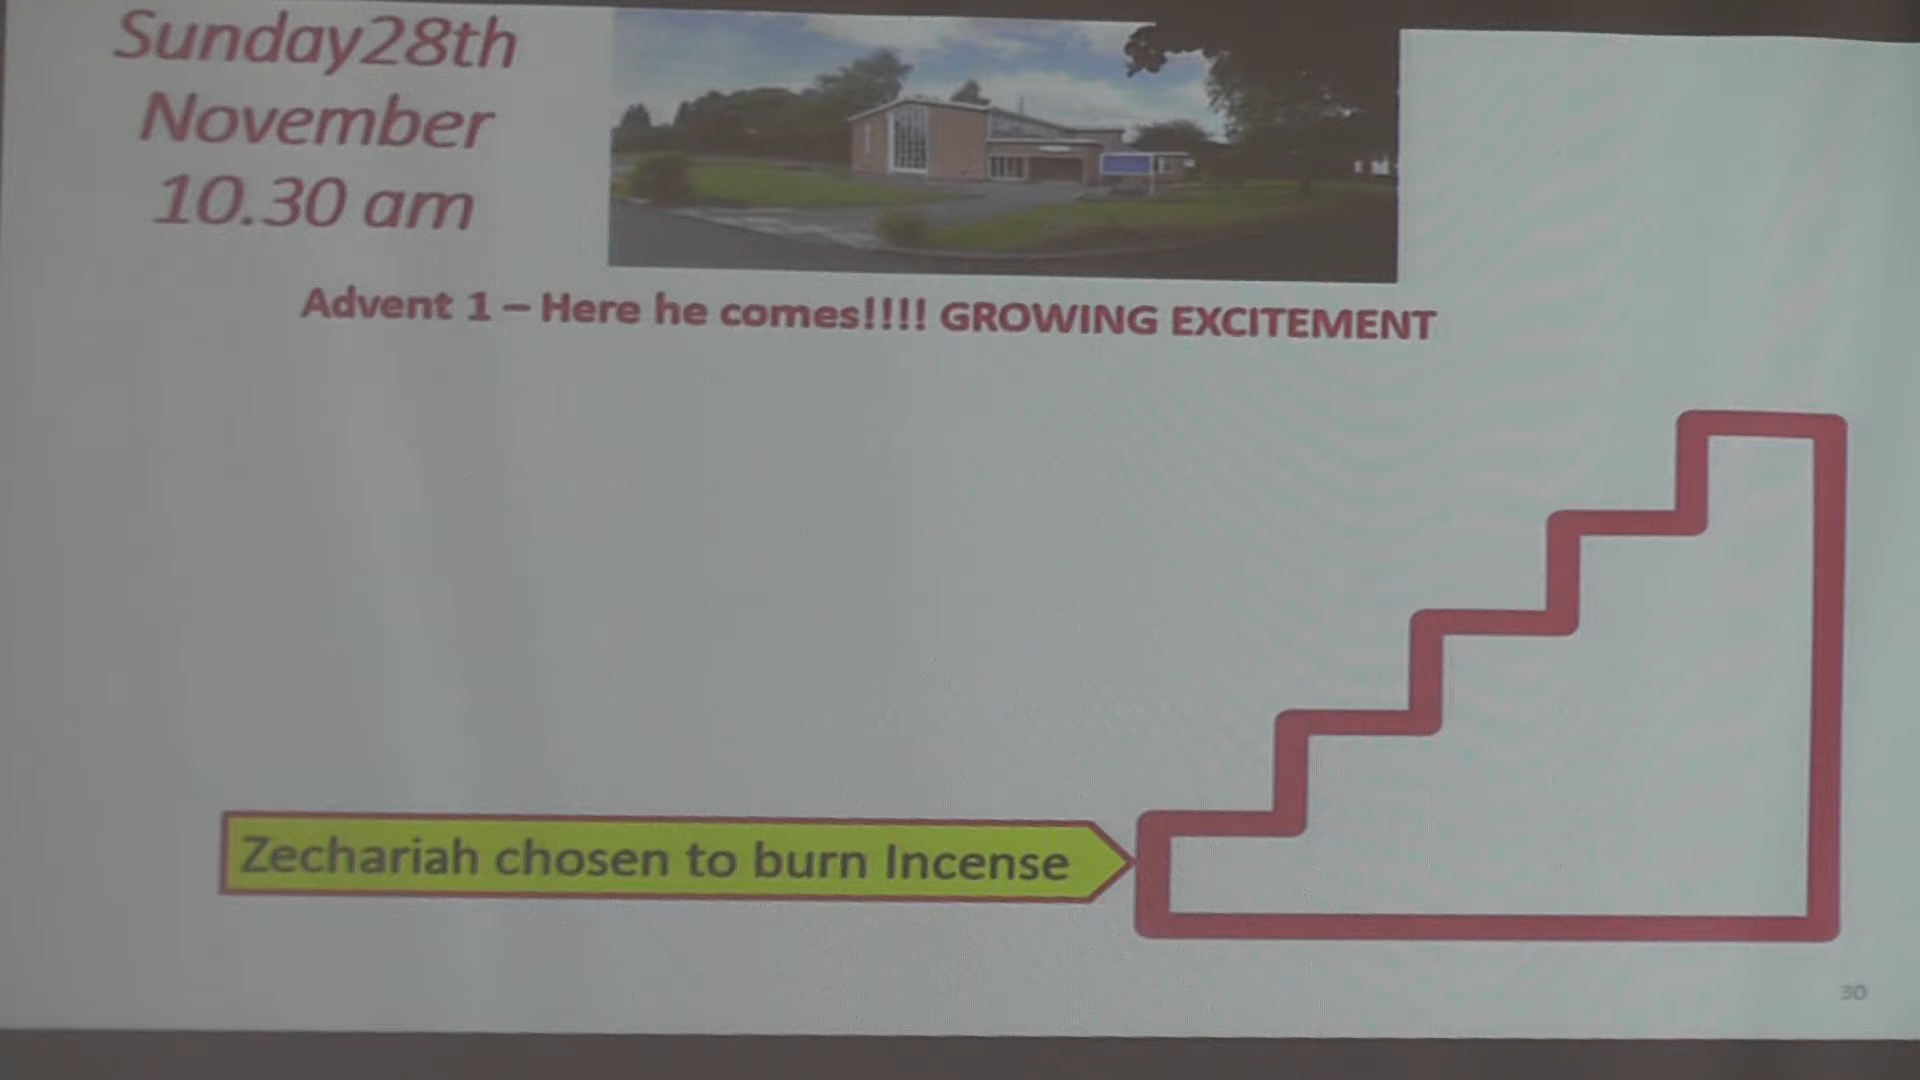 Sunday28th
November
10.30 am
Advent 1 – Here he comes!!!! GROWING EXCITEMENT
Zechariah chosen to burn Incense
30